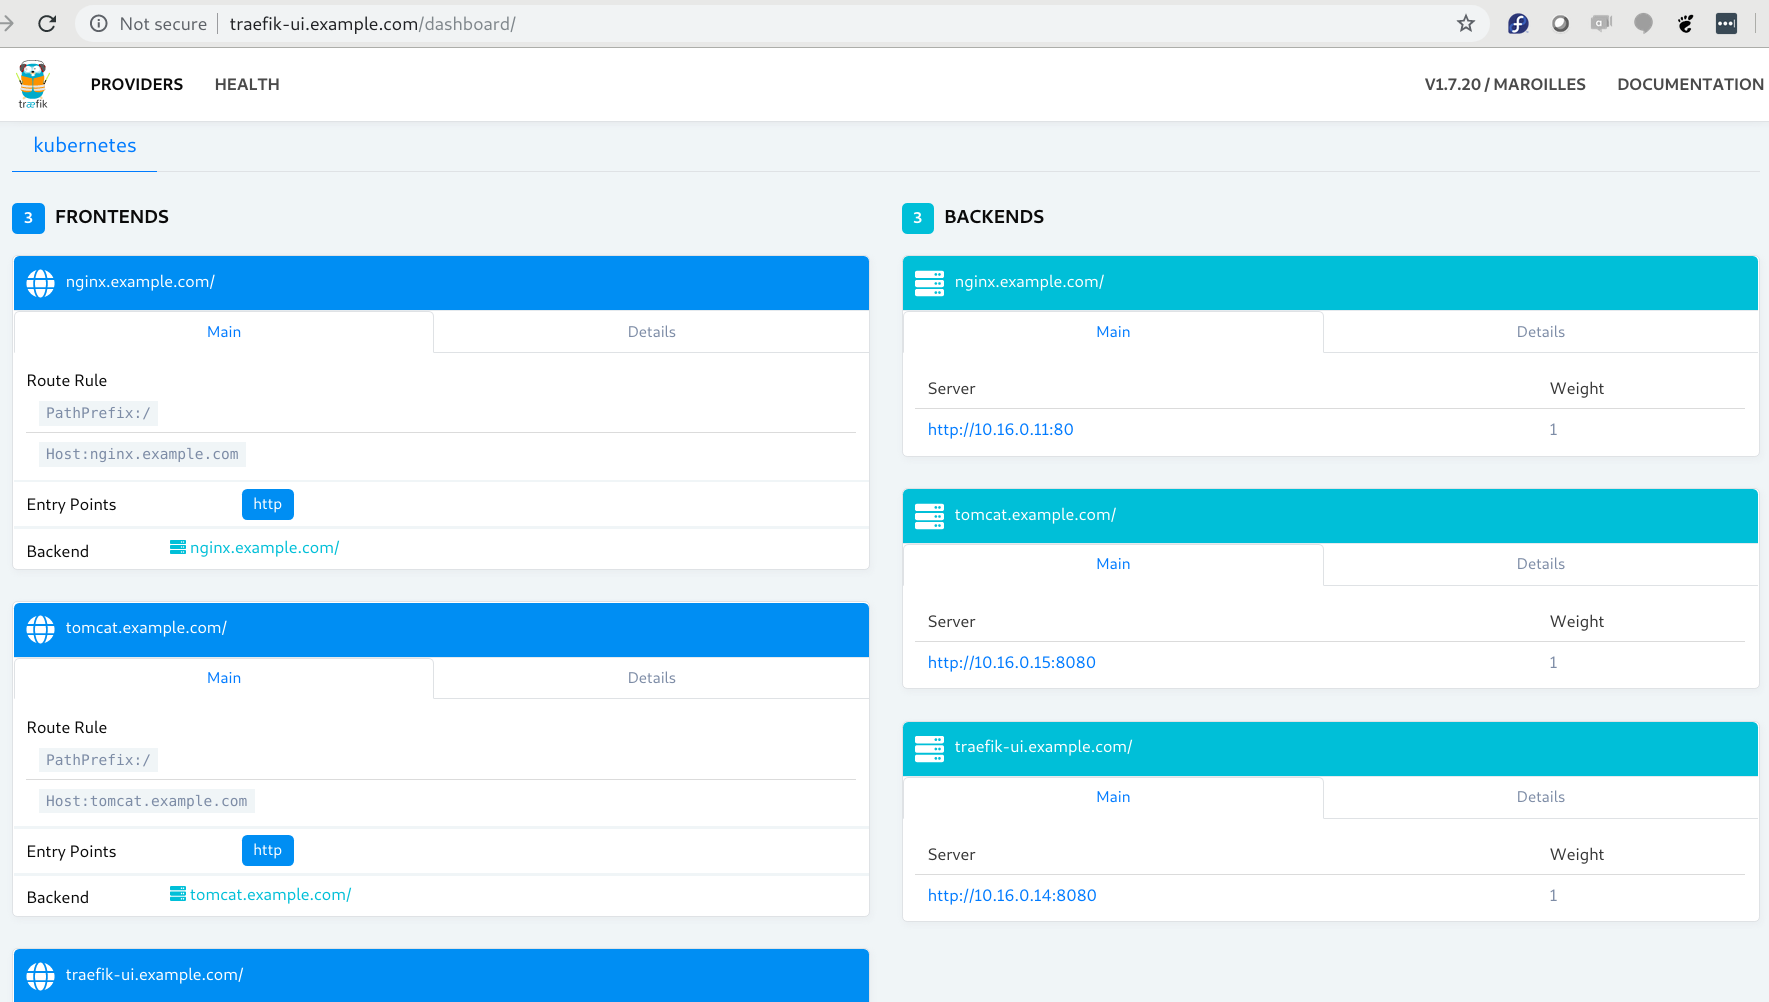 Not secure traefik-ui.example.com/dashboard/
træfik
PROVIDERS HEALTH V1.7.20 / MAROILLES DOCUMENTATION
kubernetes
3 FRONTENDS
nginx.example.com/
Main Details
Route Rule
PathPrefix:/
Host:nginx.example.com
Entry Points http
Backend nginx.example.com/
tomcat.example.com/
Main Details
Route Rule
PathPrefix:/
Host:tomcat.example.com
Entry Points http
Backend tomcat.example.com/
traefik-ui.example.com/
3 BACKENDS
nginx.example.com/
Main Details
Server Weight
http://10.16.0.11:80 1
tomcat.example.com/
Main Details
Server Weight
http://10.16.0.15:8080 1
traefik-ui.example.com/
Main Details
Server Weight
http://10.16.0.14:8080 1